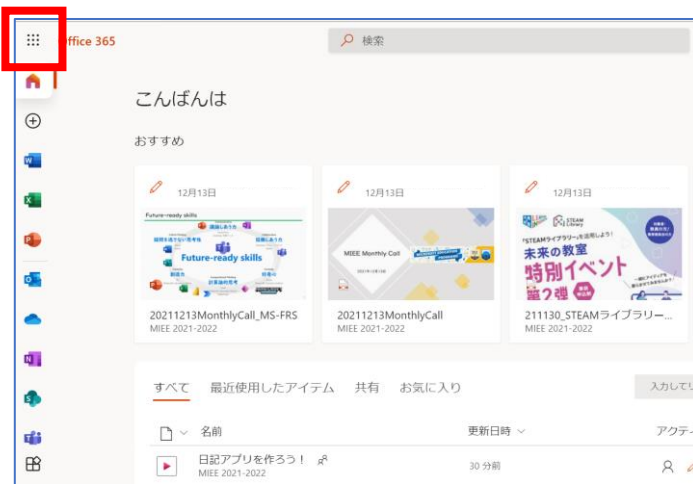 ffice 365
検索
こんばんは
おすすめ
12月13日
12月13日
12月13日
Future-ready skills
Future-ready skills
MIEE Monthly Call
STEAM
Library
『STEAMライブラリー』を活用しよう!
未来の教室
特別イベント
第2弾
20211213MonthlyCall_MS-FRS
MIEE 2021-2022
20211213MonthlyCall
MIEE 2021-2022
211130_STEAMライブラリー...
MIEE 2021-2022
すべて 最近使用したアイテム 共有 お気に入り
入力してリ
名前 更新日時 アクティ
日記アプリを作ろう! 30 分前
MIEE 2021-2022